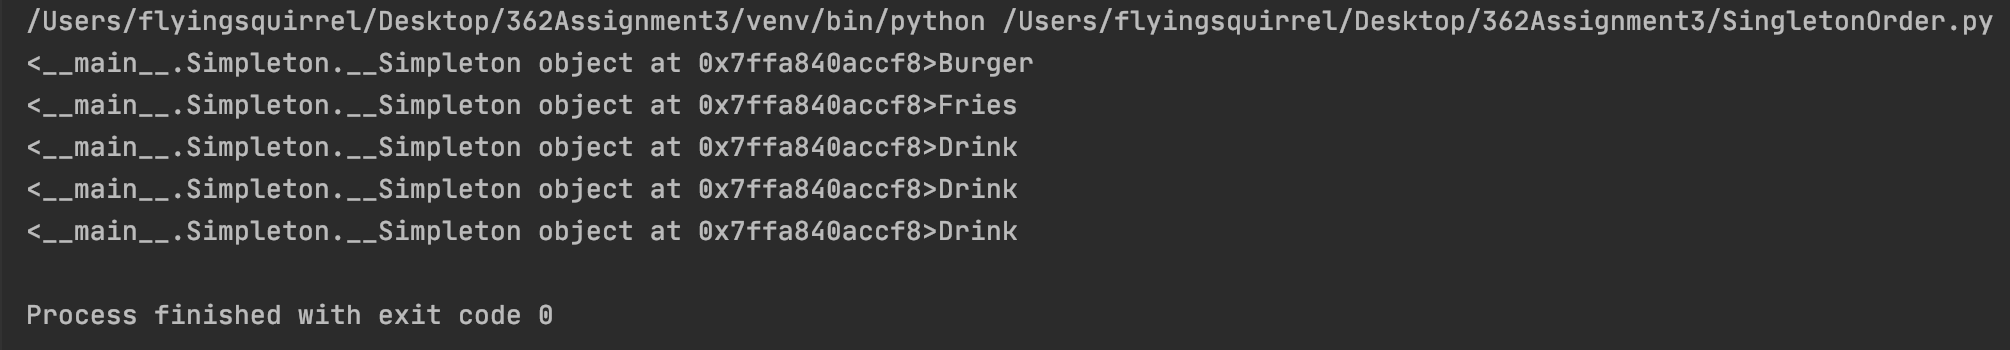 /Users/flyingsquirrel/Desktop/362Assignment3/venv/bin/python /Users/flyingsquirrel/Desktop/362Assignment3/SingletonOrder.py
<__main__.Simpleton.__Simpleton object at 0x7ffa840accf8>Burger
<__main__.Simpleton.__Simpleton object at 0x7ffa840accf8>Fries
<__main__.Simpleton.__Simpleton object at 0x7ffa840accf8>Drink
<__main__.Simpleton.__Simpleton object at 0x7ffa840accf8>Drink
<__main__.Simpleton.__Simpleton object at 0x7ffa840accf8>Drink
Process finished with exit code 0